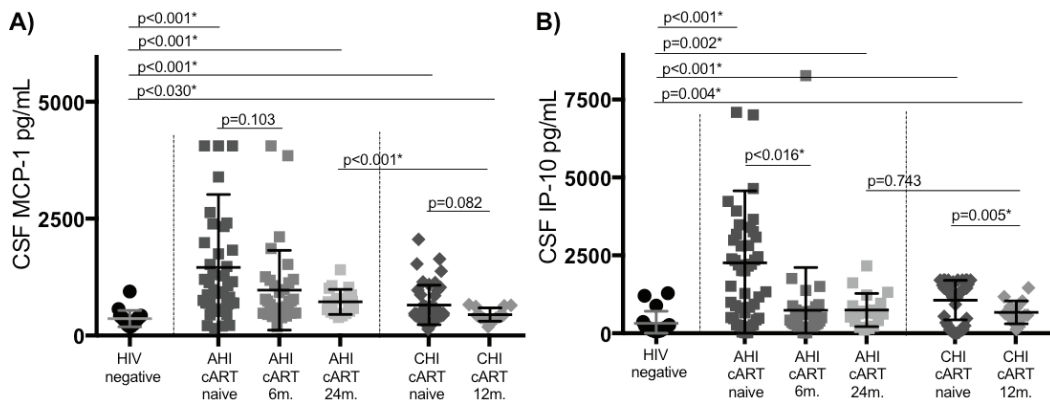 A)
p<0.001*
p<0.001*
p<0.001*
p<0.030*
p=0.103
p<0.001*
p=0.082
CSF MCP-1 pg/mL
5000
2500
0
HIV
negative
AHI
cART
naive
AHI
cART
6m.
AHI
cART
24m.
CHI
cART
naive
CHI
cART
12m.
B)
p<0.001*
p=0.002*
p<0.001*
p=0.004*
p<0.016*
p=0.743
p=0.005*
CSF IP-10 pg/mL
7500
5000
2500
0
HIV
negative
AHI
cART
naive
AHI
cART
6m.
AHI
cART
24m.
CHI
cART
naive
CHI
cART
12m.